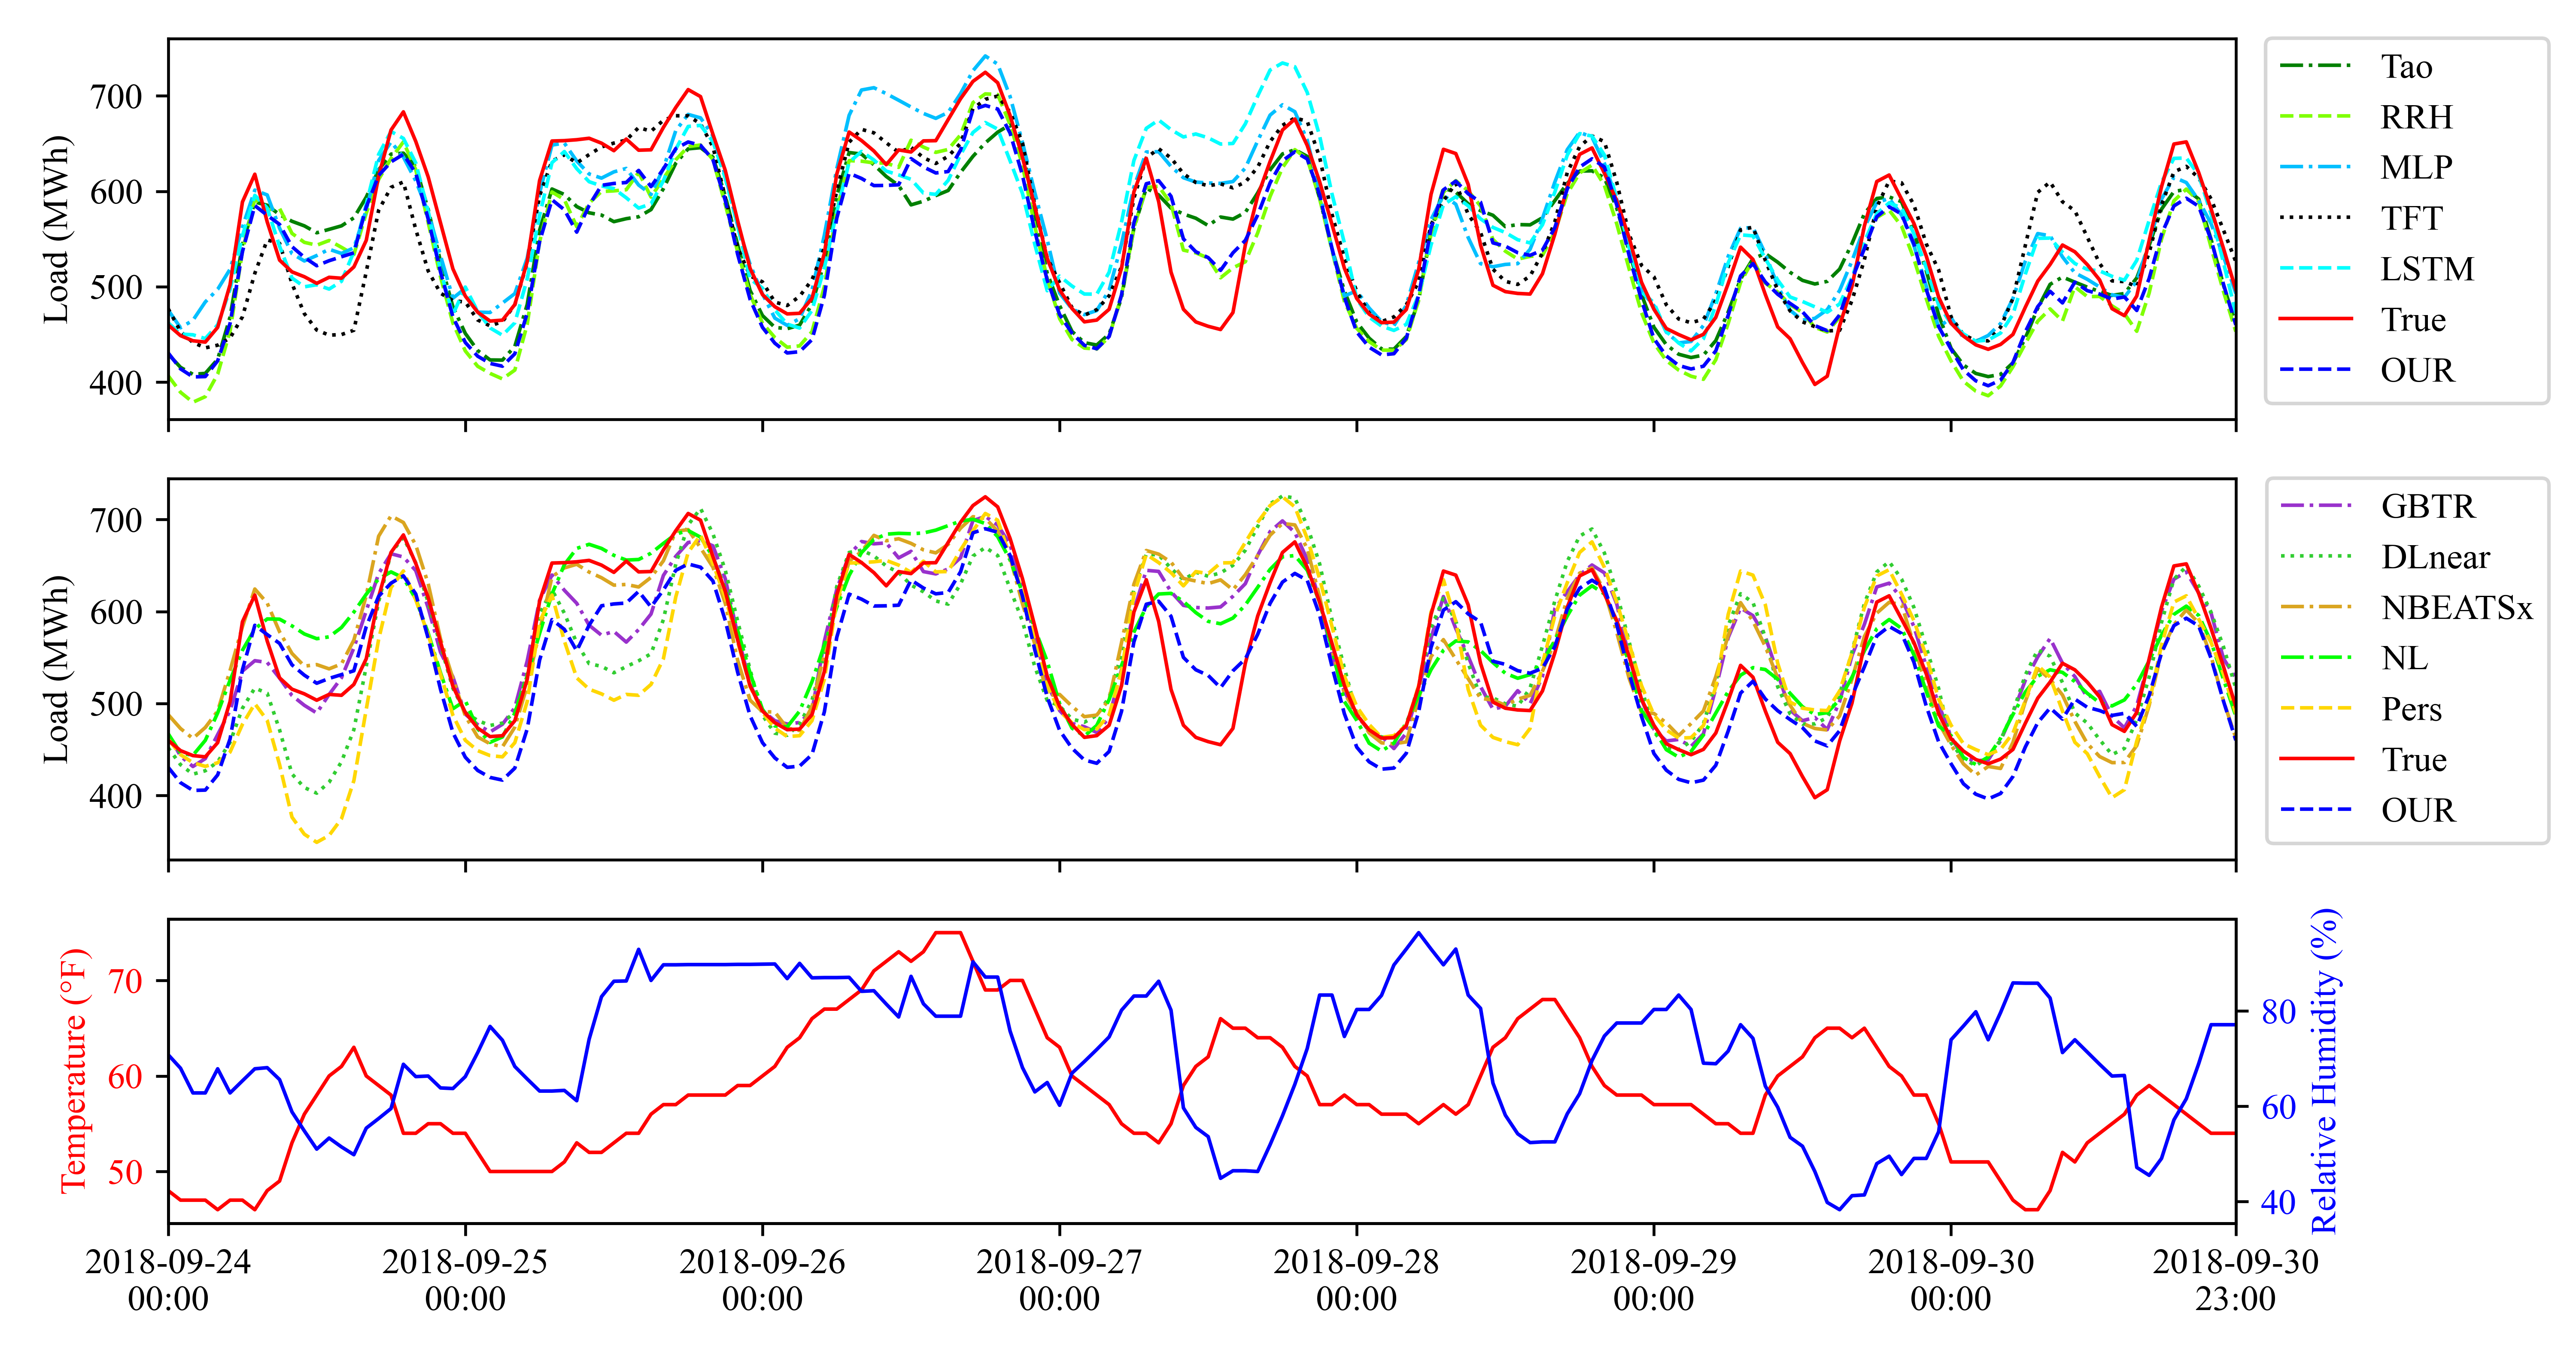 Load (MWh)
700
600
500
400
Tao
RRH
MLP
TFT
LSTM
True
OUR
Load (MWh)
700
600
500
400
GBTR
DLnear
NBEATSx
NL
Pers
True
OUR
Temperature (°F)
70
60
50
80
60
40
Relative Humidity (%)
2018-09-24
00:00
2018-09-25
00:00
2018-09-26
00:00
2018-09-27
00:00
2018-09-28
00:00
2018-09-29
00:00
2018-09-30
00:00
2018-09-30
23:00